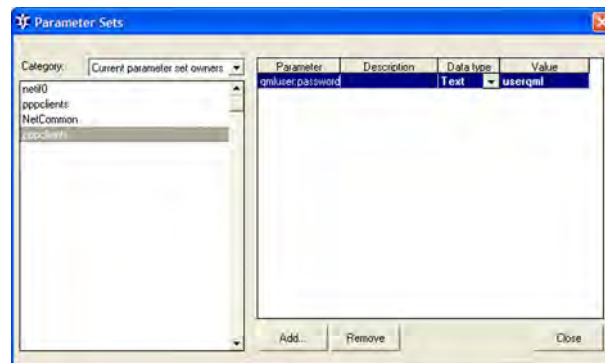 Parameter Sets
Category: Current parameter set owners
Parameter Description Data type Value
qmluser.password Text userqml
netif0
pppclients
NetCommon
pppclients
Add... Remove Close